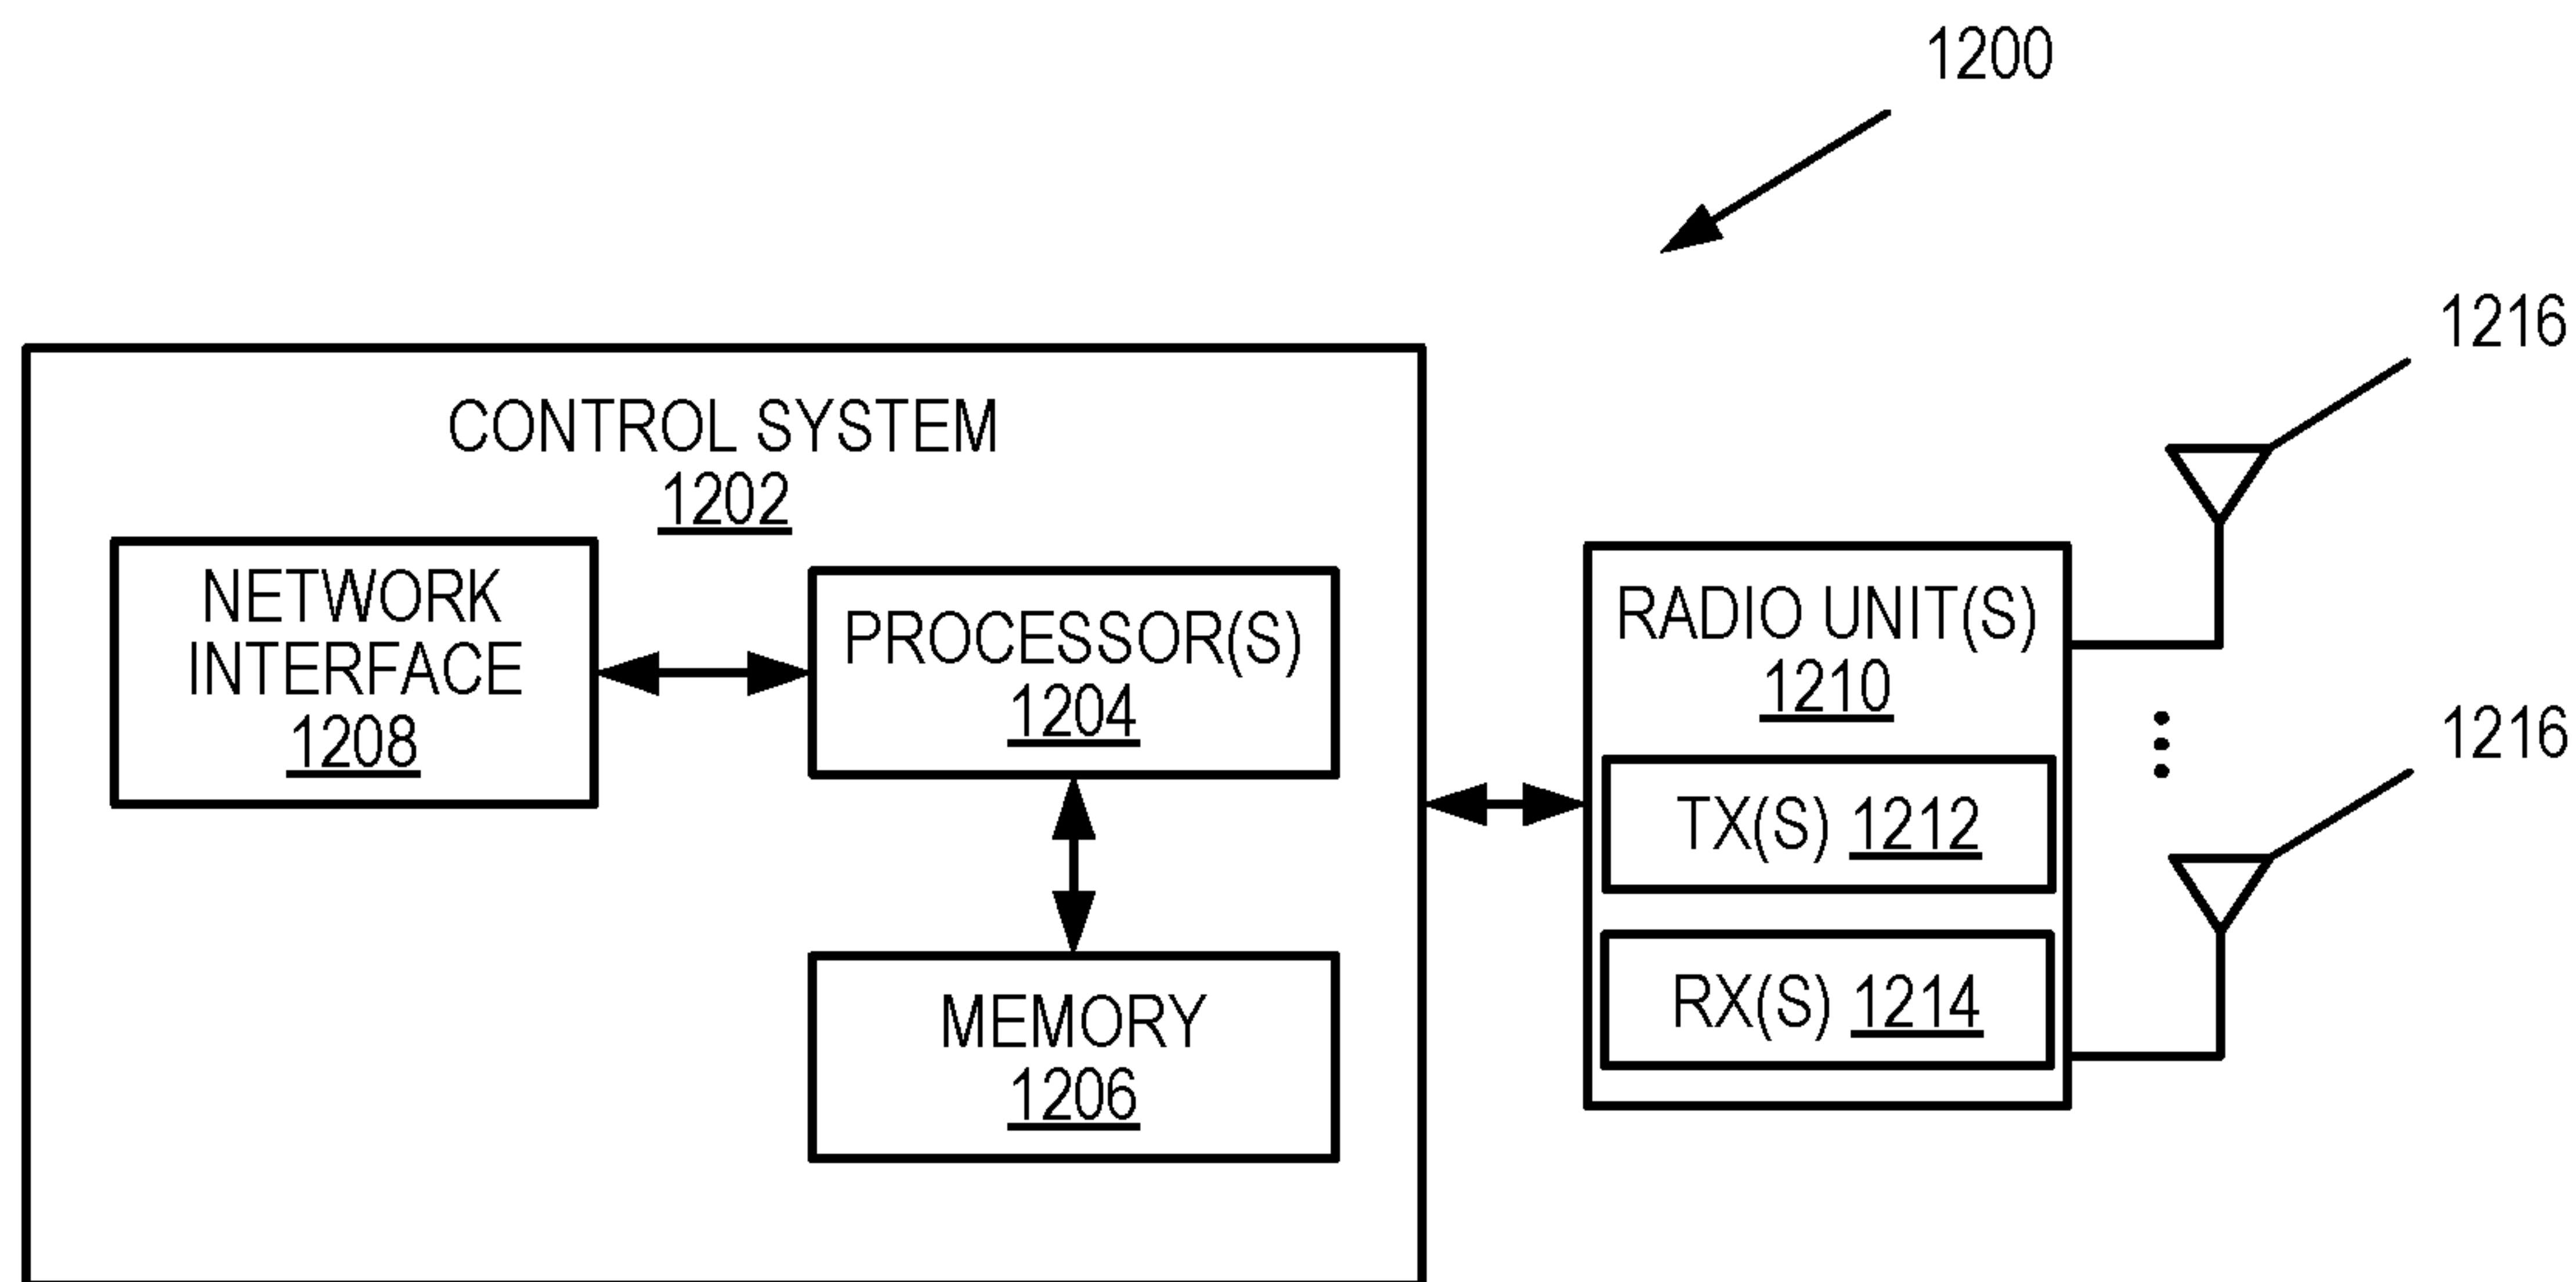 1200
1216
CONTROL SYSTEM
1202
NETWORK
INTERFACE
1208
PROCESSOR(S)
1204
MEMORY
1206
RADIO UNIT(S)
1210
TX(S) 1212
RX(S) 1214
1216